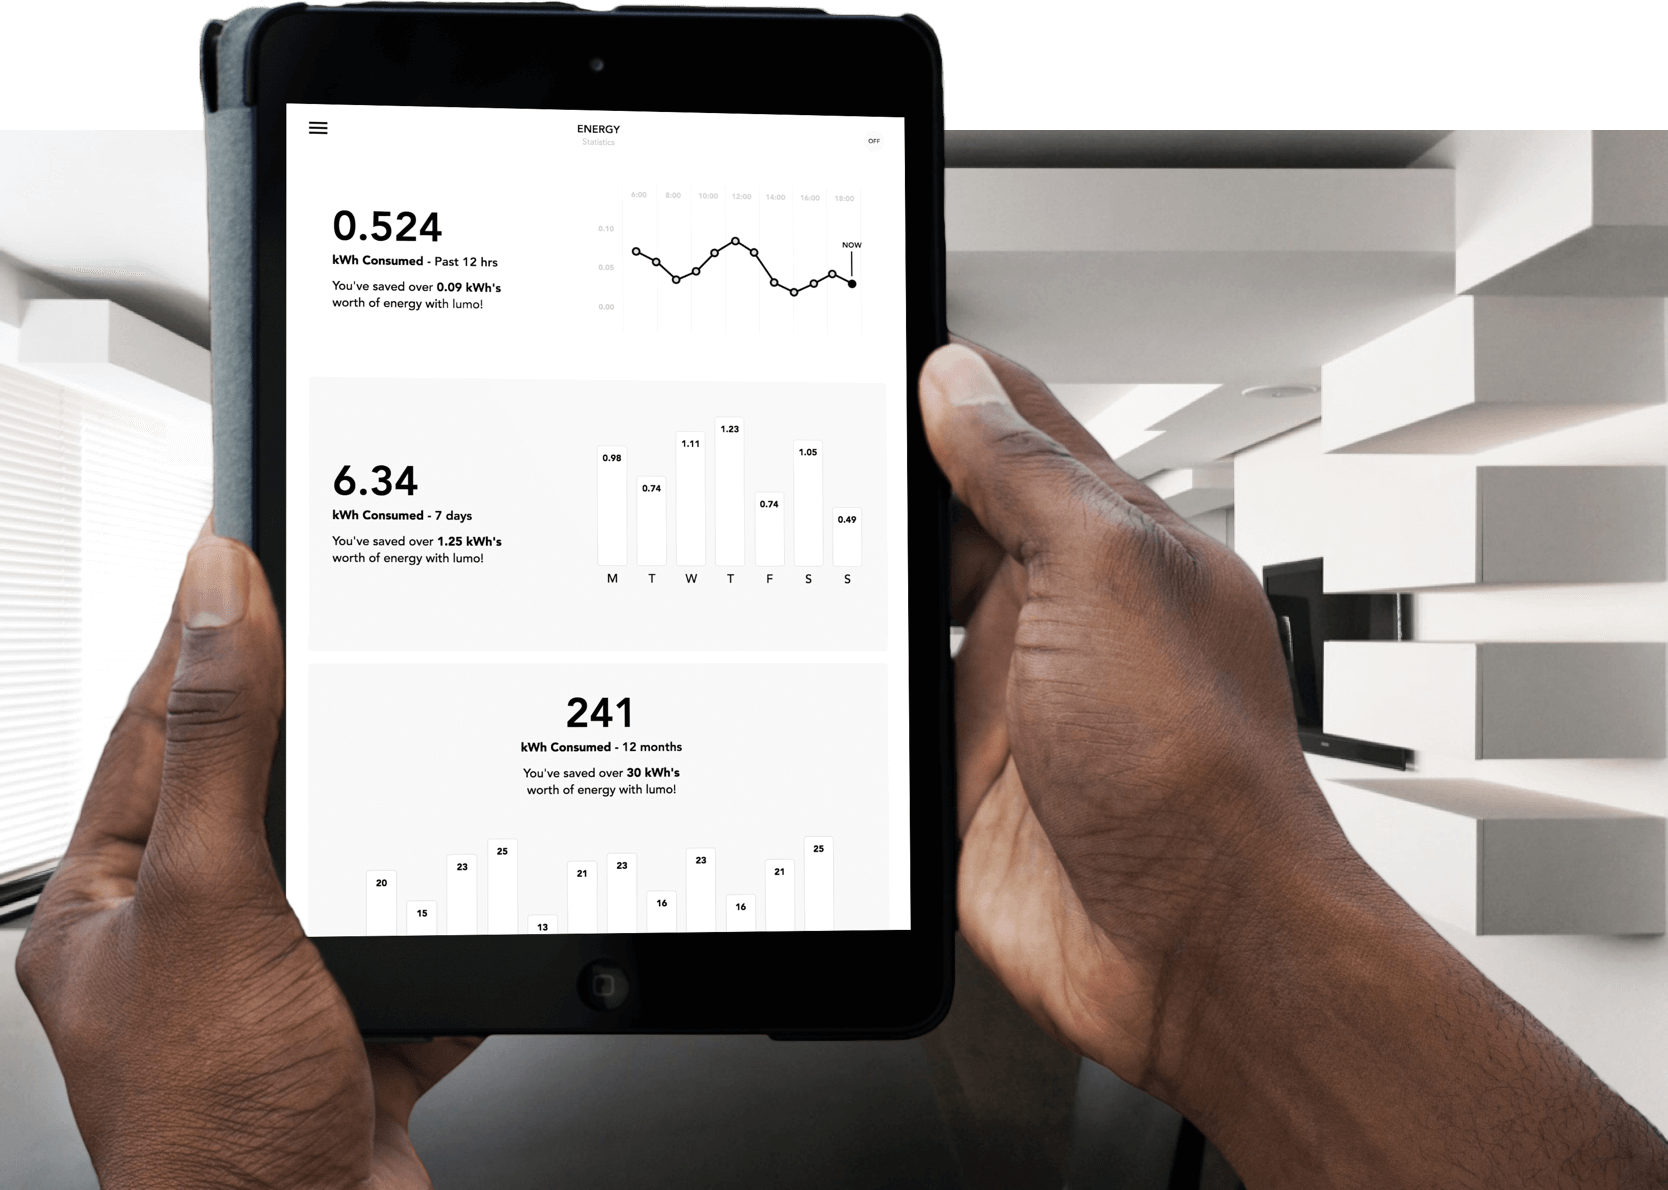 ENERGY
Statistics
OFF
0.524
kWh Consumed - Past 12 hrs
You've saved over 0.09 kWh's
worth of energy with lumo!
6:00 8:00 10:00 12:00 14:00 16:00 18:00
0.10
0.05
0.00
NOW
6.34
kWh Consumed - 7 days
You've saved over 1.25 kWh's
worth of energy with lumo!
0.98 0.74 1.11 1.23 0.74 1.05 0.49
M T W T F S S
241
kWh Consumed - 12 months
You've saved over 30 kWh's
worth of energy with lumo!
20 15 23 25 13 21 23 16 23 16 21 25